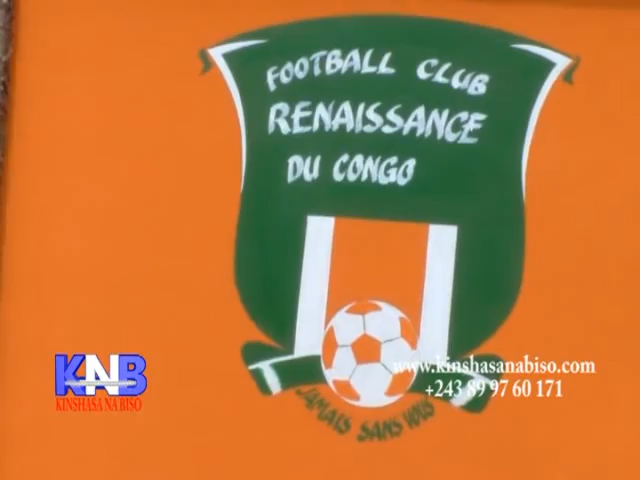 FOOTBALL CLUB
RENAISSANCE
DU CONGO
JAMAIS SANS VOUS
KNB
KINSHASA NA BISO
www.kinshasanabiso.com
+243 89 97 60 171